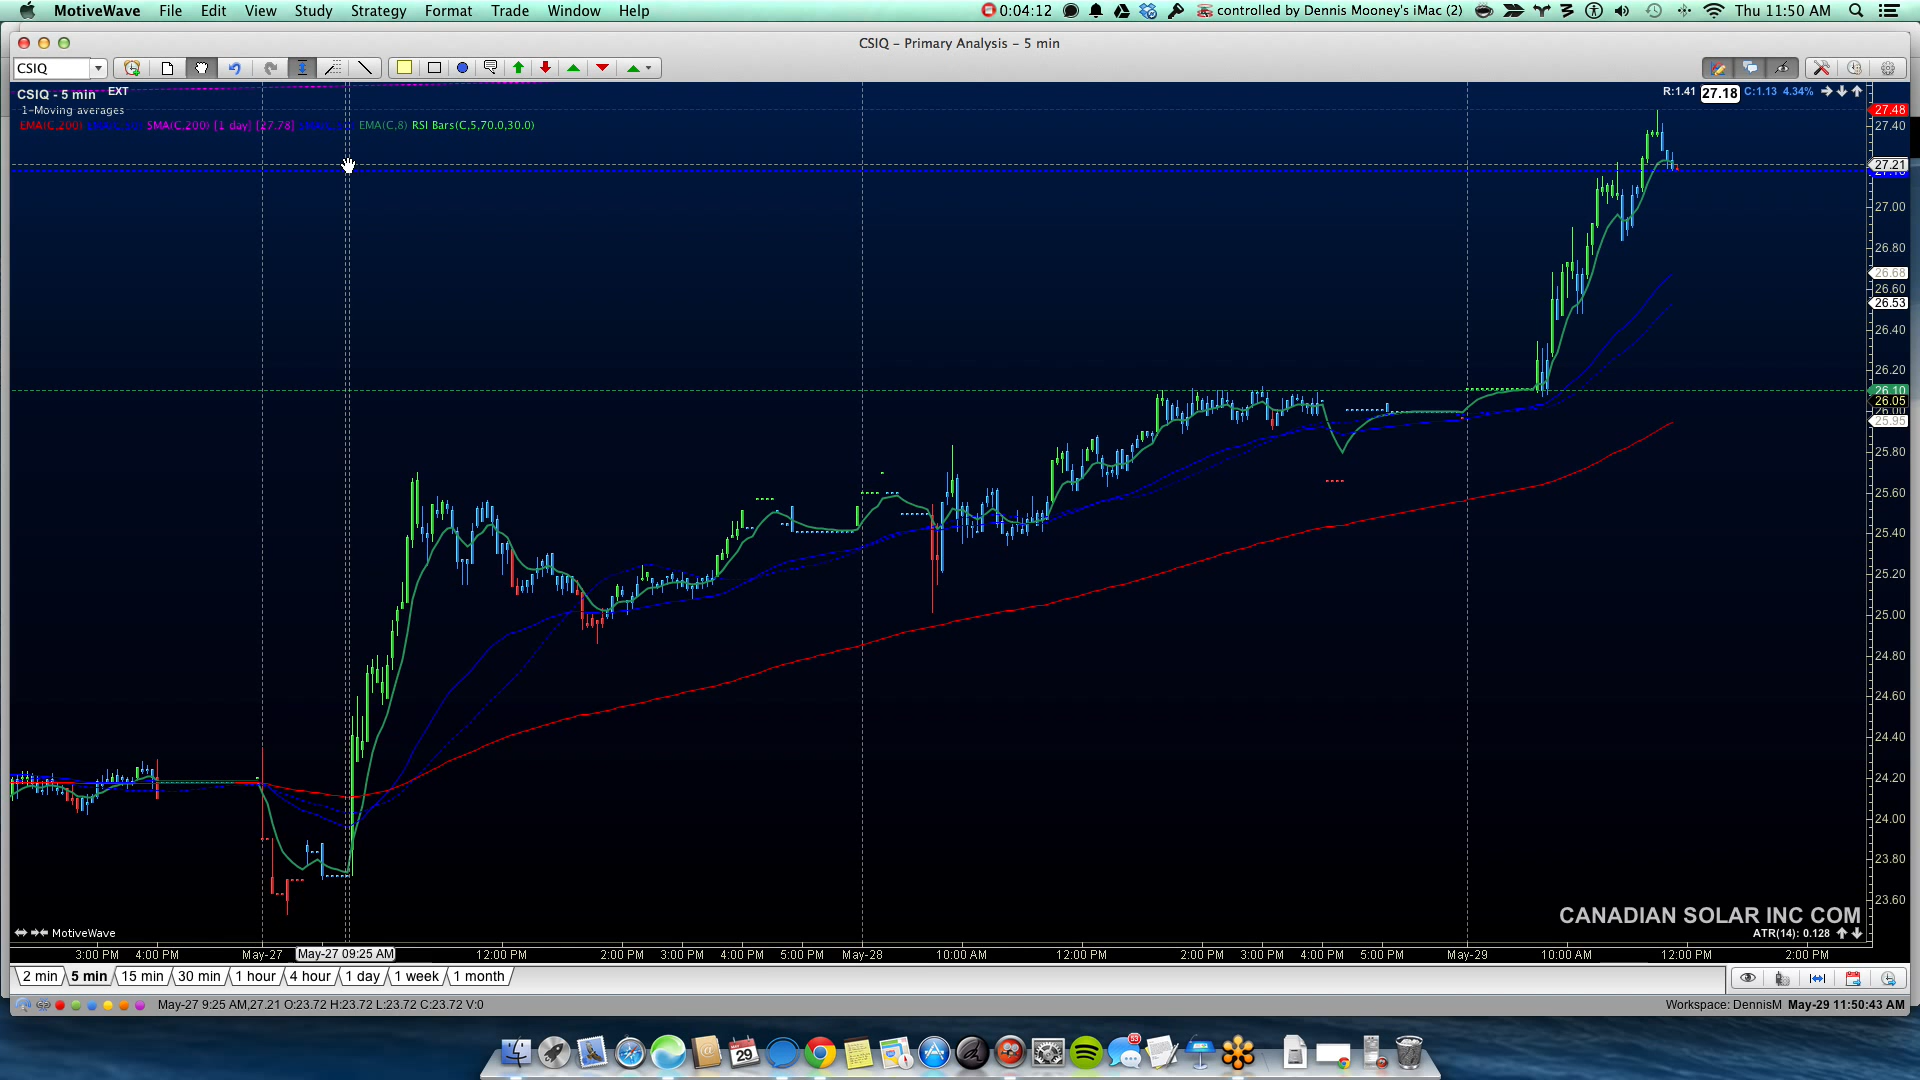 MotiveWave File Edit View Study Strategy Format Trade Window Help 0:04:12 controlled by Dennis Mooney's iMac (2) Thu 11:50 AM
CSIQ – Primary Analysis – 5 min
CSIQ
CSIQ - 5 min EXT
R:1.41 27.18 C:1.13 4.34%
1-Moving averages
EMA(C,200) SMA(C,200) [1 day] [27.78] EMA(C,8) RSI Bars(C,5,70.0,30.0)
27.48
27.40
27.21
27.00
26.80
26.68
26.60
26.53
26.40
26.20
26.10
26.05
26.00
25.95
25.80
25.60
25.40
25.20
25.00
24.80
24.60
24.40
24.20
24.00
23.80
23.60
CANADIAN SOLAR INC COM
ATR(14): 0.128
MotiveWave
3:00 PM 4:00 PM May-27 May-27 09:25 AM 12:00 PM 2:00 PM 3:00 PM 4:00 PM 5:00 PM May-28 10:00 AM 12:00 PM 2:00 PM 3:00 PM 4:00 PM 5:00 PM May-29 10:00 AM 12:00 PM 2:00 PM
2 min 5 min 15 min 30 min 1 hour 4 hour 1 day 1 week 1 month
May-27 9:25 AM,27.21 O:23.72 H:23.72 L:23.72 C:23.72 V:0
Workspace: DennisM May-29 11:50:43 AM
29
53